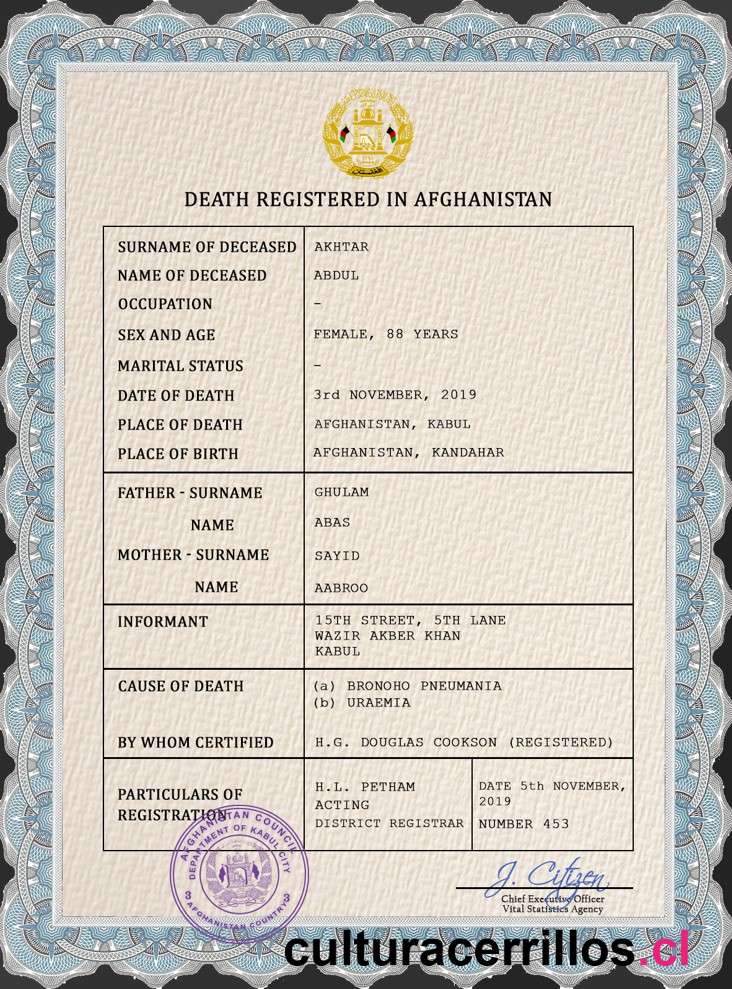 DEATH REGISTERED IN AFGHANISTAN
SURNAME OF DECEASED AKHTAR
NAME OF DECEASED ABDUL
OCCUPATION –
SEX AND AGE FEMALE, 88 YEARS
MARITAL STATUS –
DATE OF DEATH 3rd NOVEMBER, 2019
PLACE OF DEATH AFGHANISTAN, KABUL
PLACE OF BIRTH AFGHANISTAN, KANDAHAR
FATHER - SURNAME GHULAM
NAME ABAS
MOTHER - SURNAME SAYID
NAME AABROO
INFORMANT 15TH STREET, 5TH LANE
WAZIR AKBER KHAN
KABUL
CAUSE OF DEATH (a) BRONOHO PNEUMANIA
(b) URAEMIA
BY WHOM CERTIFIED H.G. DOUGLAS COOKSON (REGISTERED)
PARTICULARS OF
REGISTRATION
H.L. PETHAM
ACTING
DISTRICT REGISTRAR
DATE 5th NOVEMBER,
2019
NUMBER 453
AFGHANISTAN COUNCIL
DEPARTMENT OF KABUL CITY
3 3
AFGHANISTAN COUNTRY
J. Citizen
Chief Executive Officer
Vital Statistics Agency
culturacerrillos.cl